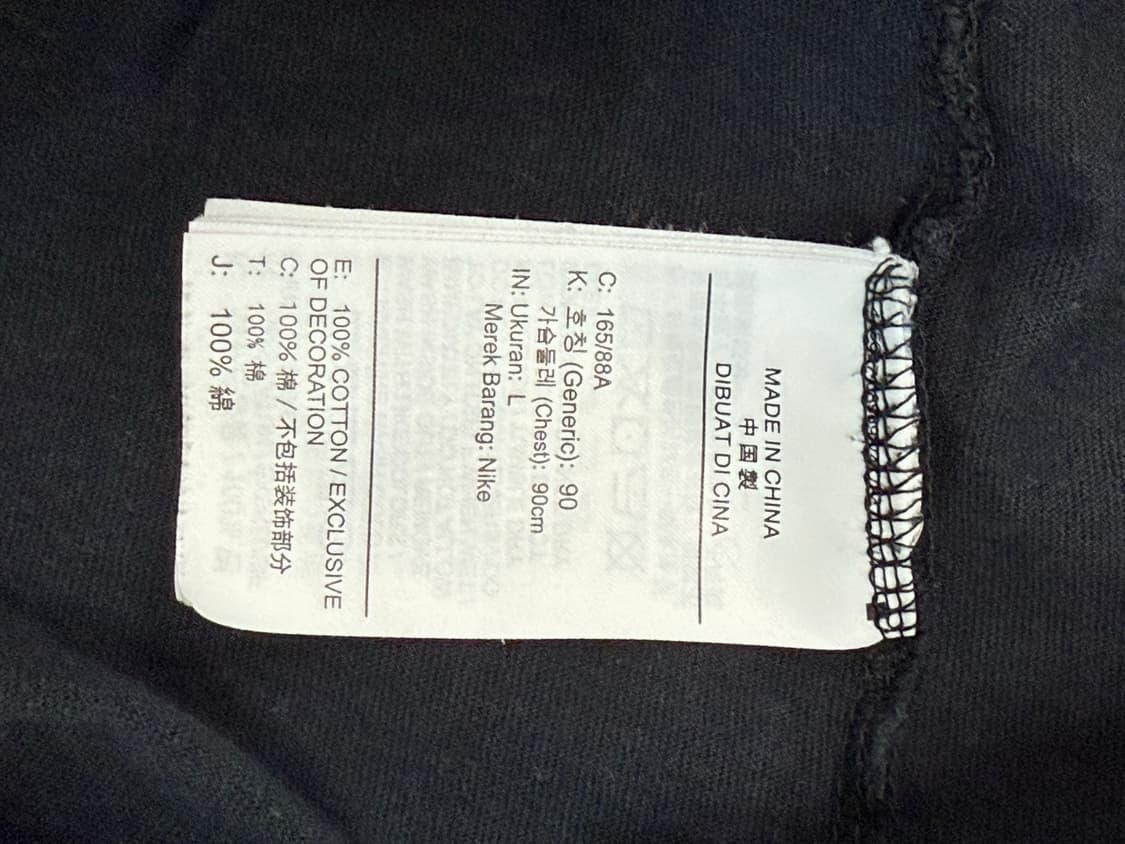 MADE IN CHINA
中国製
DIBUAT DI CINA
C: 165/88A
K: 호칭 (Generic): 90
가슴둘레 (Chest): 90cm
IN: Ukuran: L
Merek Barang: Nike
E: 100% COTTON / EXCLUSIVE
OF DECORATION
C: 100% 棉 / 不包括装饰部分
T: 100% 棉
J: 100% 綿